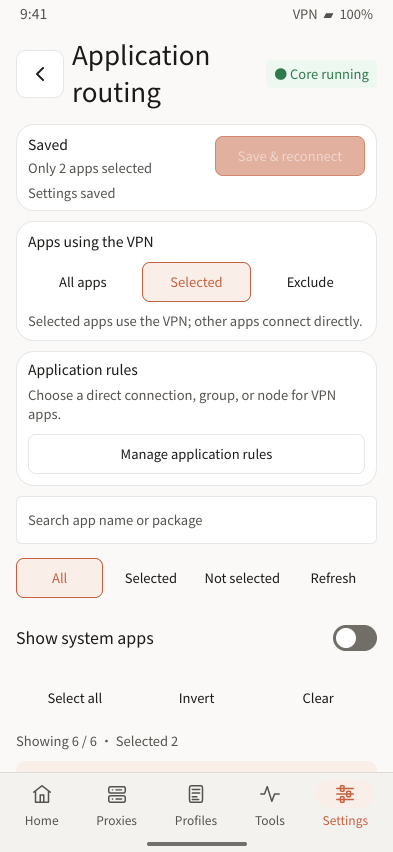 9:41
VPN 100%
Application
routing
Core running
Saved
Only 2 apps selected
Settings saved
Save & reconnect
Apps using the VPN
All apps
Selected
Exclude
Selected apps use the VPN; other apps connect directly.
Application rules
Choose a direct connection, group, or node for VPN
apps.
Manage application rules
Search app name or package
All
Selected
Not selected
Refresh
Show system apps
Select all
Invert
Clear
Showing 6 / 6 • Selected 2
Home
Proxies
Profiles
Tools
Settings